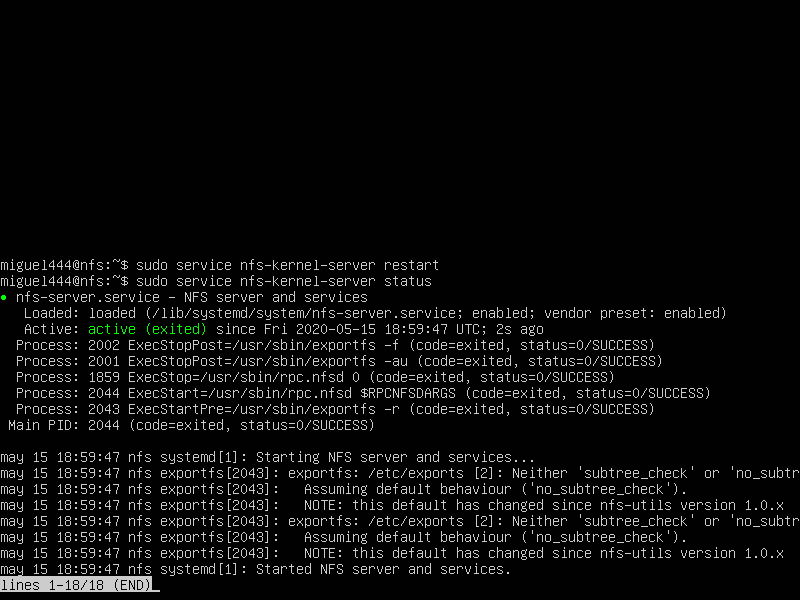 miguel444@nfs:~$ sudo service nfs-kernel-server restart
miguel444@nfs:~$ sudo service nfs-kernel-server status
● nfs-server.service - NFS server and services
   Loaded: loaded (/lib/systemd/system/nfs-server.service; enabled; vendor preset: enabled)
   Active: active (exited) since Fri 2020-05-15 18:59:47 UTC; 2s ago
  Process: 2002 ExecStopPost=/usr/sbin/exportfs -f (code=exited, status=0/SUCCESS)
  Process: 2001 ExecStopPost=/usr/sbin/exportfs -au (code=exited, status=0/SUCCESS)
  Process: 1859 ExecStop=/usr/sbin/rpc.nfsd 0 (code=exited, status=0/SUCCESS)
  Process: 2044 ExecStart=/usr/sbin/rpc.nfsd $RPCNFSDARGS (code=exited, status=0/SUCCESS)
  Process: 2043 ExecStartPre=/usr/sbin/exportfs -r (code=exited, status=0/SUCCESS)
 Main PID: 2044 (code=exited, status=0/SUCCESS)

may 15 18:59:47 nfs systemd[1]: Starting NFS server and services...
may 15 18:59:47 nfs exportfs[2043]: exportfs: /etc/exports [2]: Neither 'subtree_check' or 'no_subtr
may 15 18:59:47 nfs exportfs[2043]:   Assuming default behaviour ('no_subtree_check').
may 15 18:59:47 nfs exportfs[2043]:   NOTE: this default has changed since nfs-utils version 1.0.x
may 15 18:59:47 nfs exportfs[2043]: exportfs: /etc/exports [2]: Neither 'subtree_check' or 'no_subtr
may 15 18:59:47 nfs exportfs[2043]:   Assuming default behaviour ('no_subtree_check').
may 15 18:59:47 nfs exportfs[2043]:   NOTE: this default has changed since nfs-utils version 1.0.x
may 15 18:59:47 nfs systemd[1]: Started NFS server and services.
lines 1-18/18 (END)